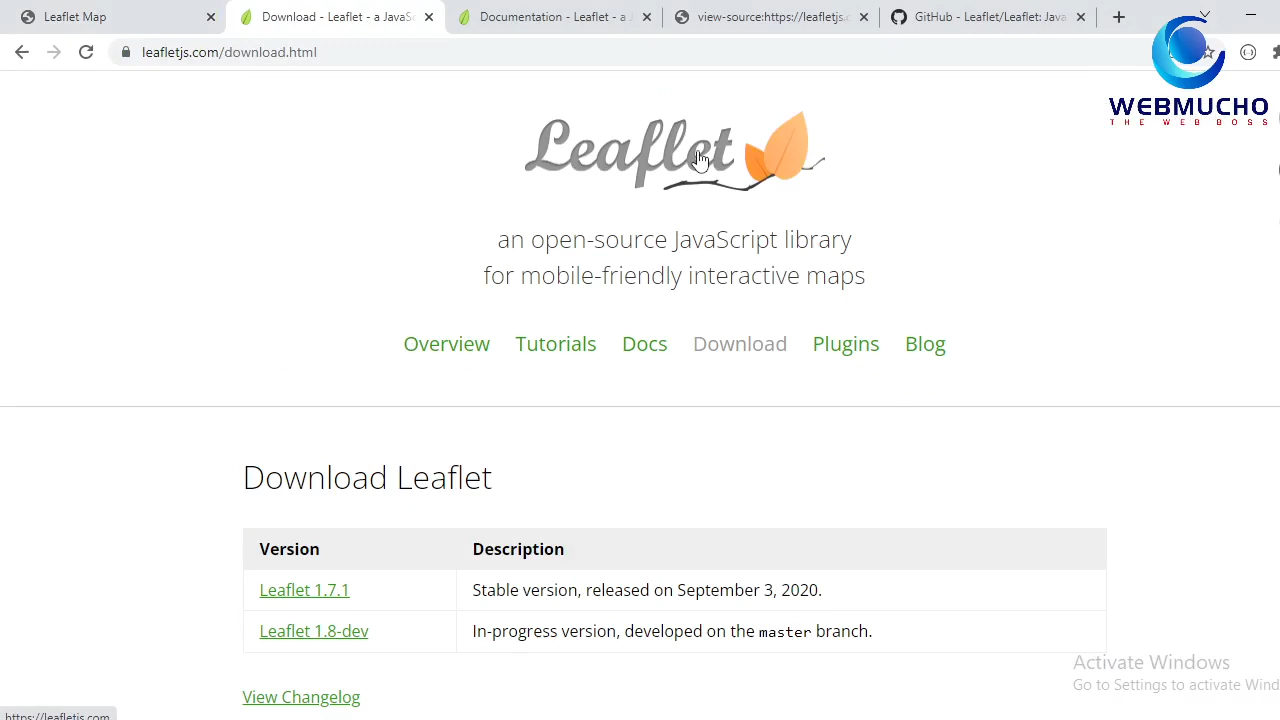 Leaflet Map
Download - Leaflet - a JavaSc
Documentation - Leaflet - a J
view-source:https://leafletjs.c
GitHub - Leaflet/Leaflet: Java
leafletjs.com/download.html
WEBMUCHO
THE WEB BOSS
Leaflet
an open-source JavaScript library
for mobile-friendly interactive maps
Overview Tutorials Docs Download Plugins Blog
Download Leaflet
Version Description
Leaflet 1.7.1 Stable version, released on September 3, 2020.
Leaflet 1.8-dev In-progress version, developed on the master branch.
Activate Windows
Go to Settings to activate Wind
View Changelog
https://leafletjs.com